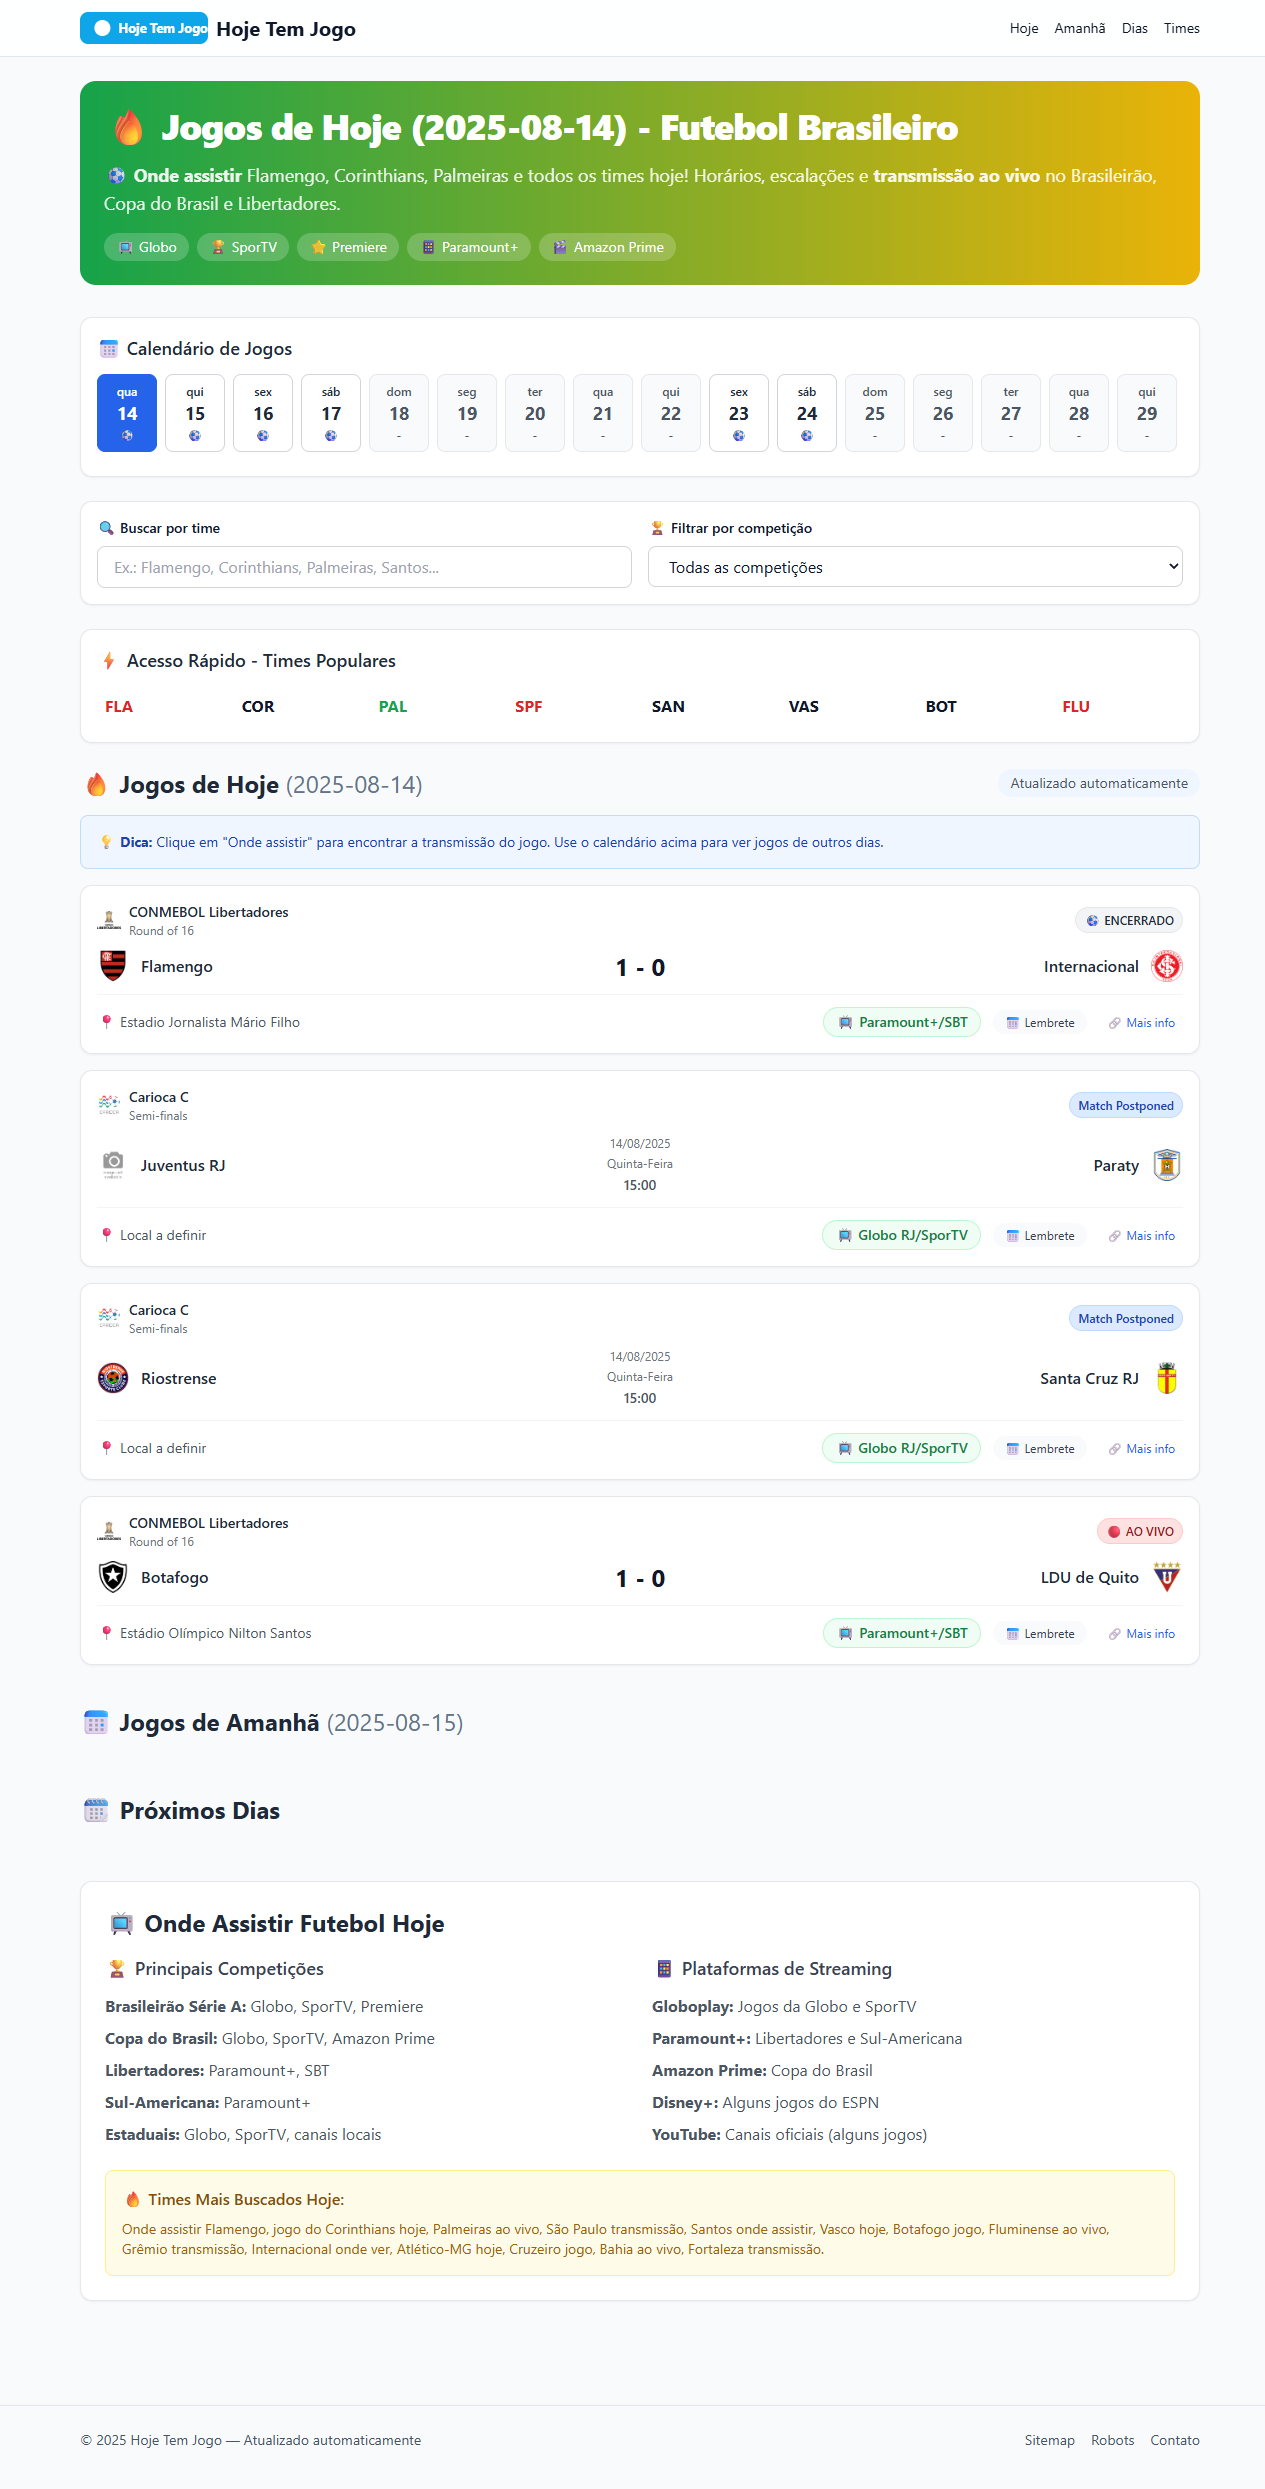 Hoje Tem Jogo Hoje Tem Jogo Hoje Amanhã Dias Times
Jogos de Hoje (2025-08-14) - Futebol Brasileiro
Onde assistir Flamengo, Corinthians, Palmeiras e todos os times hoje! Horários, escalações e transmissão ao vivo no Brasileirão,
Copa do Brasil e Libertadores.
Globo SporTV Premiere Paramount+ Amazon Prime
Calendário de Jogos
qua qui sex sáb dom seg ter qua qui sex sáb dom seg ter qua qui
14 15 16 17 18 19 20 21 22 23 24 25 26 27 28 29
- - - - - - - - - -
Buscar por time Filtrar por competição
Ex.: Flamengo, Corinthians, Palmeiras, Santos... Todas as competições
Acesso Rápido - Times Populares
FLA COR PAL SPF SAN VAS BOT FLU
Jogos de Hoje (2025-08-14) Atualizado automaticamente
Dica: Clique em "Onde assistir" para encontrar a transmissão do jogo. Use o calendário acima para ver jogos de outros dias.
CONMEBOL Libertadores
Round of 16 ENCERRADO
Flamengo 1 - 0 Internacional
Estadio Jornalista Mário Filho Paramount+/SBT Lembrete Mais info
Carioca C
Semi-finals Match Postponed
14/08/2025
Quinta-Feira
Juventus RJ Paraty
15:00
Local a definir Globo RJ/SporTV Lembrete Mais info
Carioca C
Semi-finals Match Postponed
14/08/2025
Quinta-Feira
Riostrense Santa Cruz RJ
15:00
Local a definir Globo RJ/SporTV Lembrete Mais info
CONMEBOL Libertadores
Round of 16 AO VIVO
Botafogo 1 - 0 LDU de Quito
Estádio Olímpico Nilton Santos Paramount+/SBT Lembrete Mais info
Jogos de Amanhã (2025-08-15)
Próximos Dias
Onde Assistir Futebol Hoje
Principais Competições
Brasileirão Série A: Globo, SporTV, Premiere
Copa do Brasil: Globo, SporTV, Amazon Prime
Libertadores: Paramount+, SBT
Sul-Americana: Paramount+
Estaduais: Globo, SporTV, canais locais
Plataformas de Streaming
Globoplay: Jogos da Globo e SporTV
Paramount+: Libertadores e Sul-Americana
Amazon Prime: Copa do Brasil
Disney+: Alguns jogos do ESPN
YouTube: Canais oficiais (alguns jogos)
Times Mais Buscados Hoje:
Onde assistir Flamengo, jogo do Corinthians hoje, Palmeiras ao vivo, São Paulo transmissão, Santos onde assistir, Vasco hoje, Botafogo jogo, Fluminense ao vivo,
Grêmio transmissão, Internacional onde ver, Atlético-MG hoje, Cruzeiro jogo, Bahia ao vivo, Fortaleza transmissão.
© 2025 Hoje Tem Jogo — Atualizado automaticamente Sitemap Robots Contato